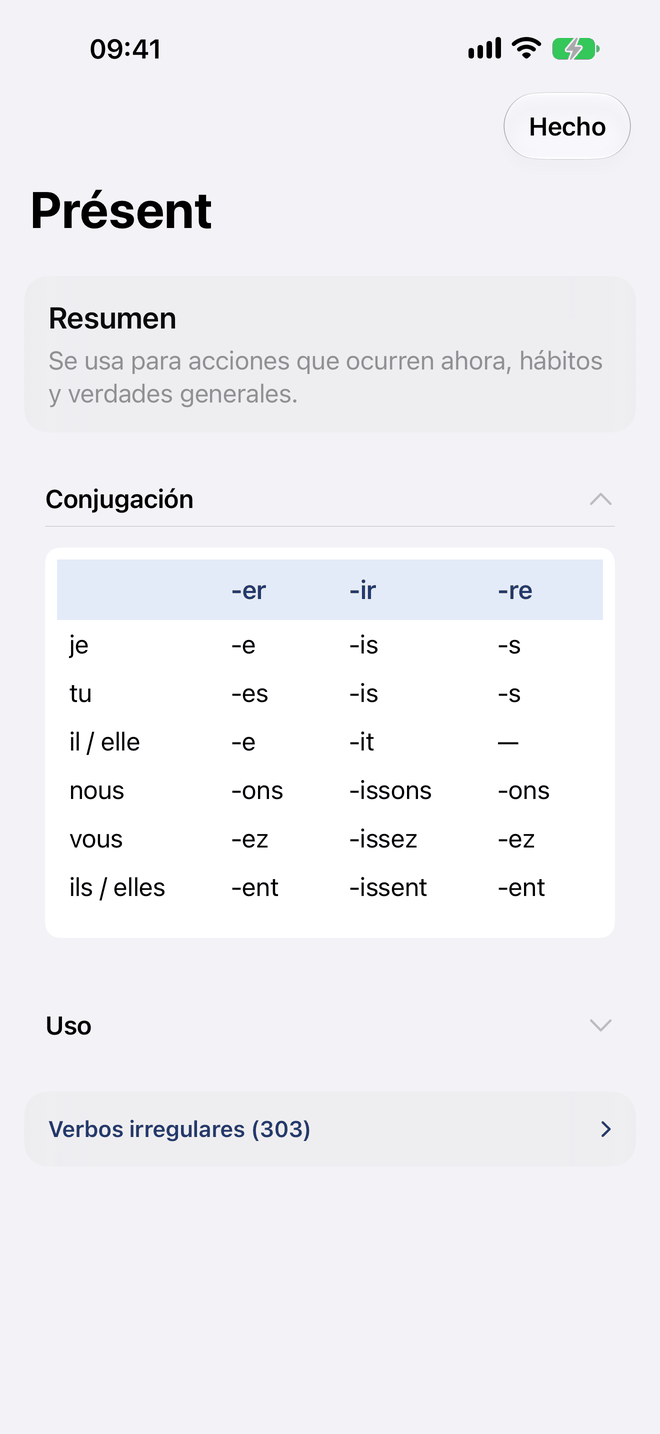 09:41
Hecho
Présent
Resumen
Se usa para acciones que ocurren ahora, hábitos
y verdades generales.
Conjugación
-er -ir -re
je -e -is -s
tu -es -is -s
il / elle -e -it —
nous -ons -issons -ons
vous -ez -issez -ez
ils / elles -ent -issent -ent
Uso
Verbos irregulares (303)